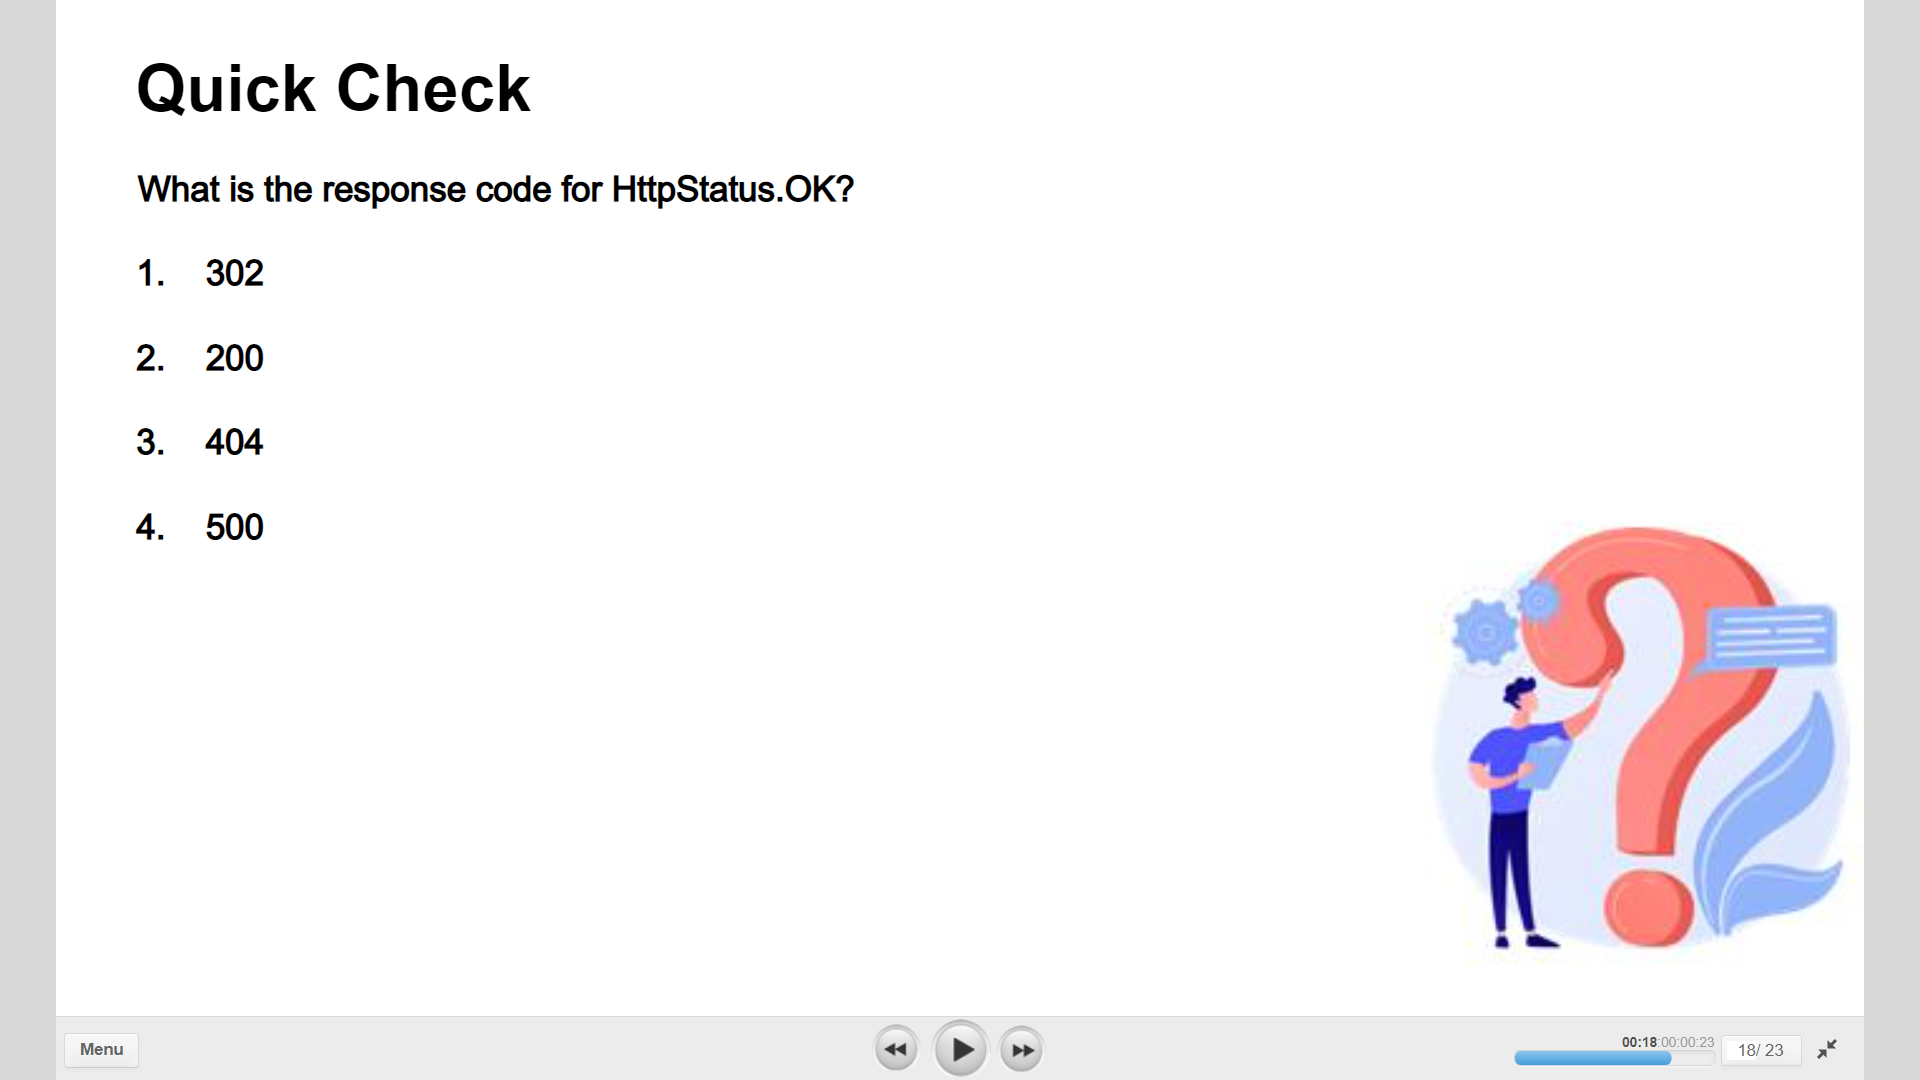 Quick Check
What is the response code for HttpStatus.OK?
1. 302
2. 200
3. 404
4. 500
Menu
00:18:00:00:23
18/ 23